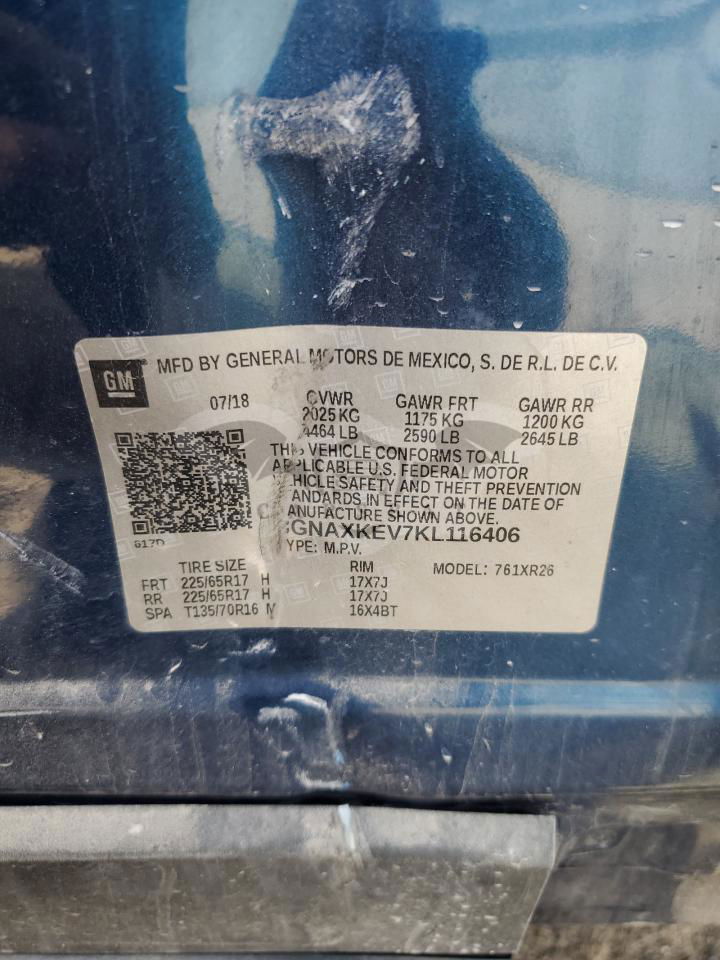 GM
MFD BY GENERAL MOTORS DE MEXICO, S. DE R.L. DE C.V.
07/18 GVWR GAWR FRT GAWR RR
2025 KG 1175 KG 1200 KG
4464 LB 2590 LB 2645 LB
THIS VEHICLE CONFORMS TO ALL
APPLICABLE U.S. FEDERAL MOTOR
VEHICLE SAFETY AND THEFT PREVENTION
STANDARDS IN EFFECT ON THE DATE OF
MANUFACTURE SHOWN ABOVE.
GNAXKEV7KL116406
617D
TYPE: M.P.V.
TIRE SIZE RIM MODEL: 761XR26
FRT 225/65R17 H 17X7J
RR 225/65R17 H 17X7J
SPA T135/70R16 M 16X4BT